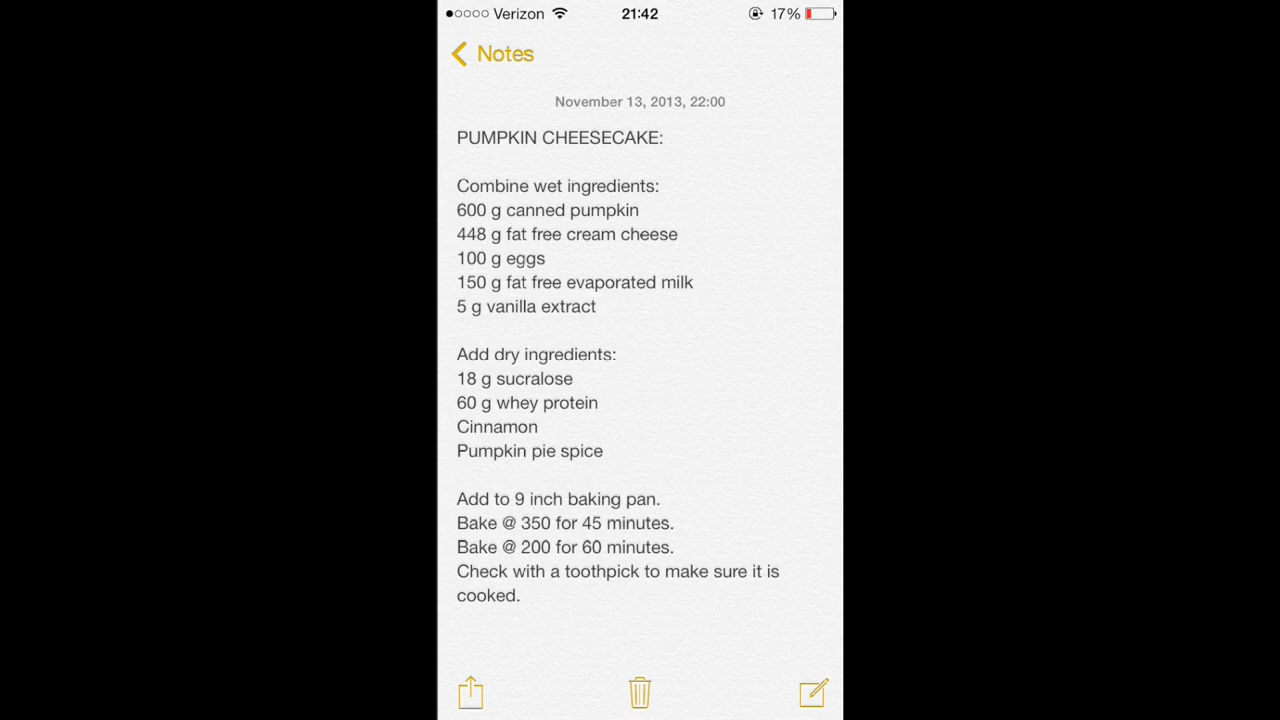 Verizon 21:42 17%
Notes
November 13, 2013, 22:00
PUMPKIN CHEESECAKE:
Combine wet ingredients:
600 g canned pumpkin
448 g fat free cream cheese
100 g eggs
150 g fat free evaporated milk
5 g vanilla extract
Add dry ingredients:
18 g sucralose
60 g whey protein
Cinnamon
Pumpkin pie spice
Add to 9 inch baking pan.
Bake @ 350 for 45 minutes.
Bake @ 200 for 60 minutes.
Check with a toothpick to make sure it is
cooked.